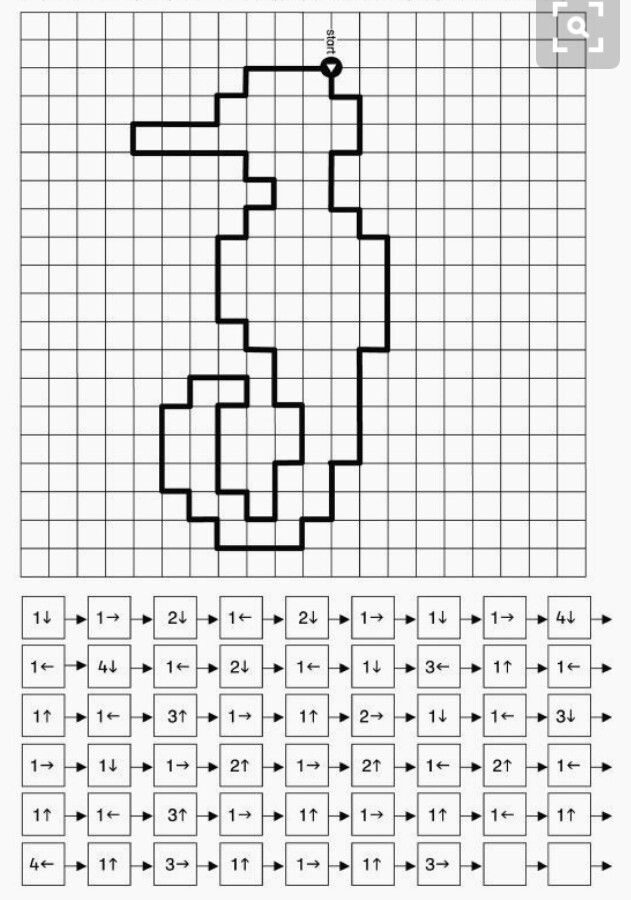 start
1↓ 1→ 2↓ 1← 2↓ 1→ 1↓ 1→ 4↓
1← 4↓ 1← 2↓ 1← 1↓ 3← 1↑ 1←
1↑ 1← 3↑ 1→ 1↑ 2→ 1↓ 1← 3↓
1→ 1↓ 1→ 2↑ 1→ 2↑ 1← 2↑ 1←
1↑ 1← 3↑ 1→ 1↑ 1→ 1↑ 1← 1↑
4← 1↑ 3→ 1↑ 1→ 1↑ 3→